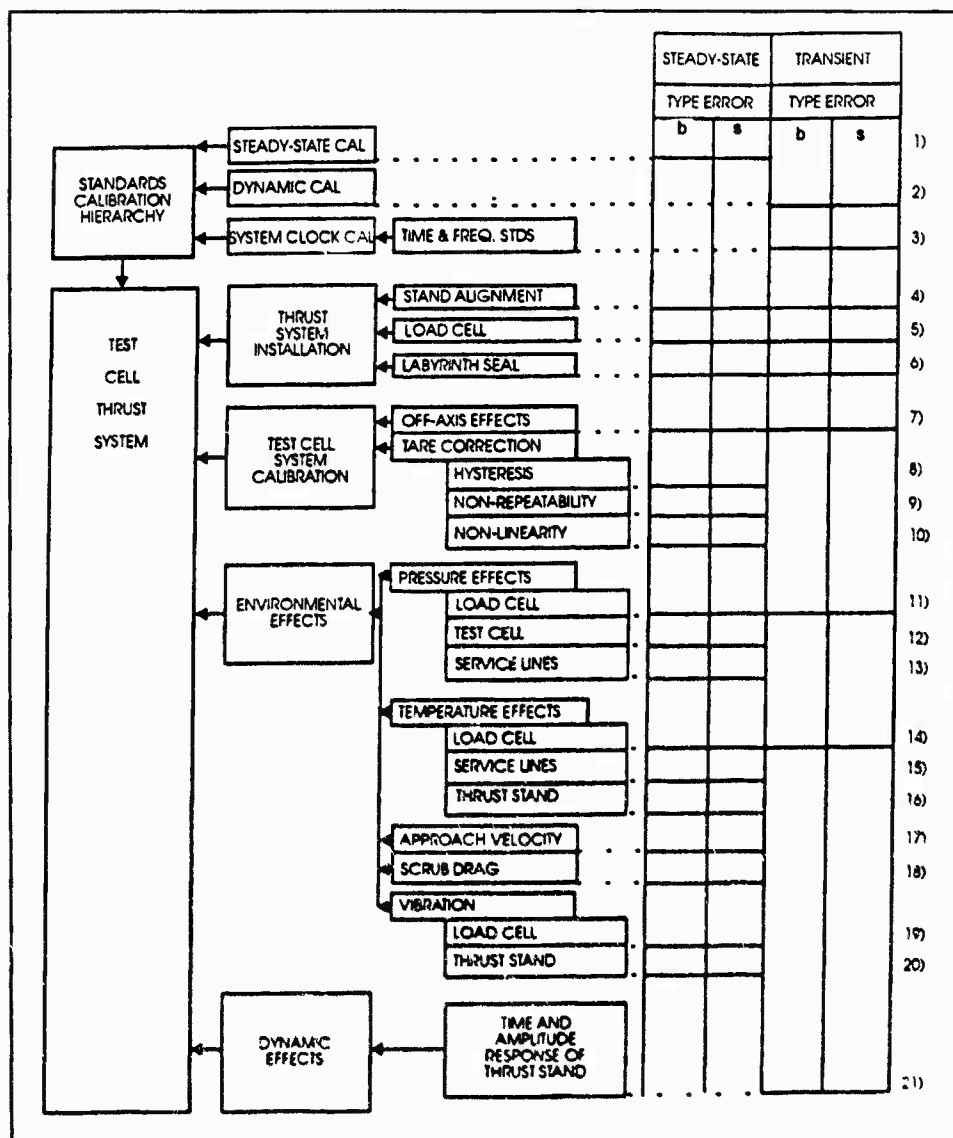 STEADY-STATE TRANSIENT
TYPE ERROR TYPE ERROR
b s b s
STEADY-STATE CAL 1)
STANDARDS
CALIBRATION
HIERARCHY
DYNAMIC CAL 2)
SYSTEM CLOCK CAL TIME & FREQ. STDS 3)
TEST
CELL
THRUST
SYSTEM
THRUST
SYSTEM
INSTALLATION
STAND ALIGNMENT 4)
LOAD CELL 5)
LABYRINTH SEAL 6)
TEST CELL
SYSTEM
CALIBRATION
OFF-AXIS EFFECTS 7)
TARE CORRECTION
HYSTERESIS 8)
NON-REPEATABILITY 9)
NON-LINEARITY 10)
ENVIRONMENTAL
EFFECTS
PRESSURE EFFECTS
LOAD CELL 11)
TEST CELL 12)
SERVICE LINES 13)
TEMPERATURE EFFECTS
LOAD CELL 14)
SERVICE LINES 15)
THRUST STAND 16)
APPROACH VELOCITY 17)
SCRUB DRAG 18)
VIBRATION
LOAD CELL 19)
THRUST STAND 20)
DYNAMIC
EFFECTS
TIME AND
AMPLITUDE
RESPONSE OF
THRUST STAND
21)